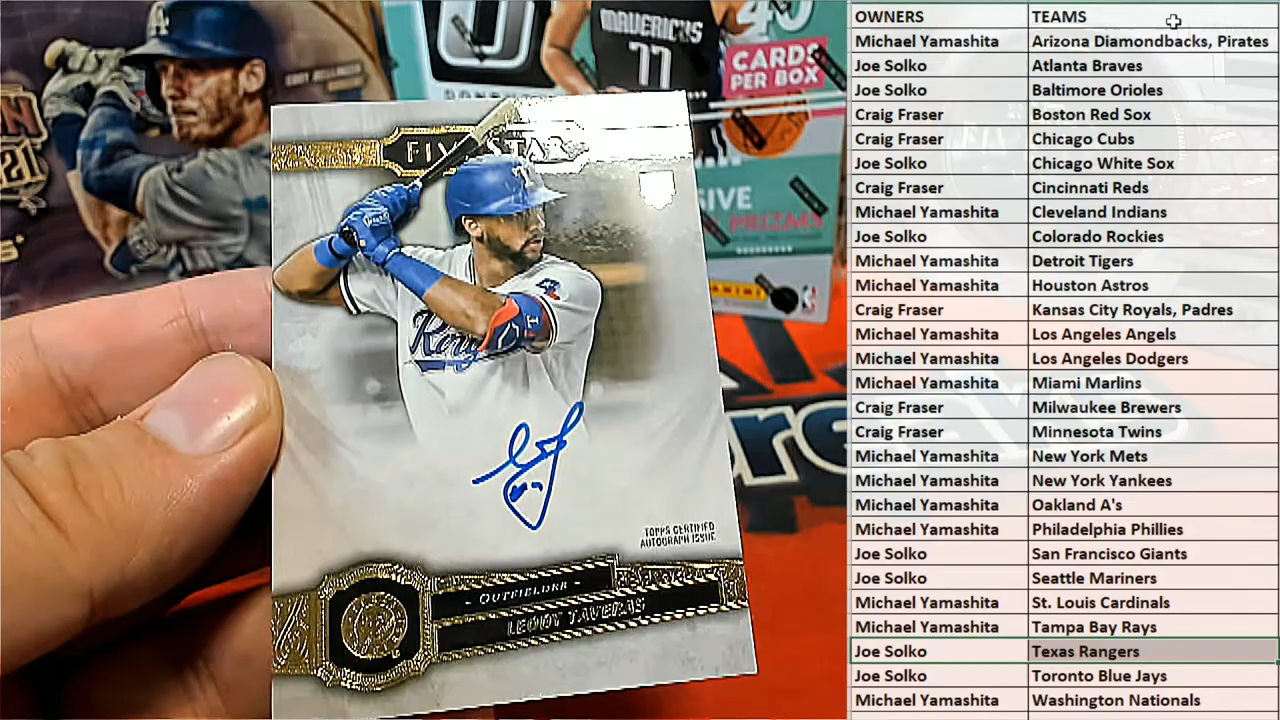 MAVERICKS
77
40
CARDS
PER BOX
PANINI
FIVE STAR
TOPPS CERTIFIED
AUTOGRAPH ISSUE
- OUTFIELDER -
LEODY TAVERAS
OWNERS TEAMS
Michael Yamashita Arizona Diamondbacks, Pirates
Joe Solko Atlanta Braves
Joe Solko Baltimore Orioles
Craig Fraser Boston Red Sox
Craig Fraser Chicago Cubs
Joe Solko Chicago White Sox
Craig Fraser Cincinnati Reds
Michael Yamashita Cleveland Indians
Joe Solko Colorado Rockies
Michael Yamashita Detroit Tigers
Michael Yamashita Houston Astros
Craig Fraser Kansas City Royals, Padres
Michael Yamashita Los Angeles Angels
Michael Yamashita Los Angeles Dodgers
Michael Yamashita Miami Marlins
Craig Fraser Milwaukee Brewers
Craig Fraser Minnesota Twins
Michael Yamashita New York Mets
Michael Yamashita New York Yankees
Michael Yamashita Oakland A's
Michael Yamashita Philadelphia Phillies
Joe Solko San Francisco Giants
Joe Solko Seattle Mariners
Michael Yamashita St. Louis Cardinals
Michael Yamashita Tampa Bay Rays
Joe Solko Texas Rangers
Joe Solko Toronto Blue Jays
Michael Yamashita Washington Nationals